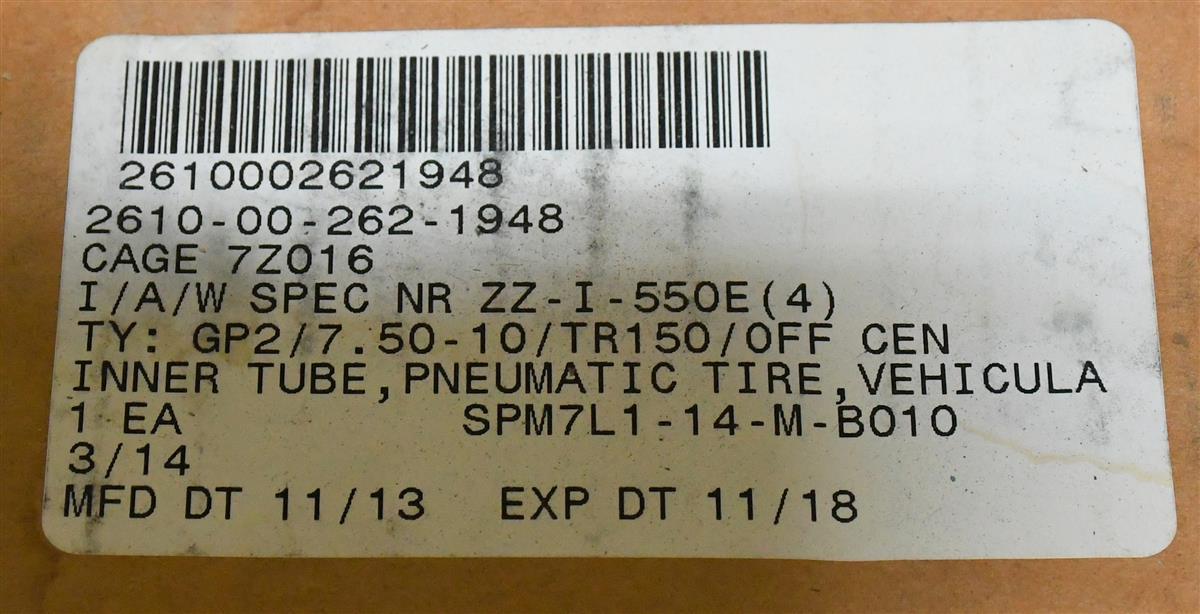 2610002621948
2610-00-262-1948
CAGE 7Z016
I/A/W SPEC NR ZZ-I-550E(4)
TY: GP2/7.50-10/TR150/OFF CEN
INNER TUBE,PNEUMATIC TIRE,VEHICULA
1 EA SPM7L1-14-M-B010
3/14
MFD DT 11/13 EXP DT 11/18